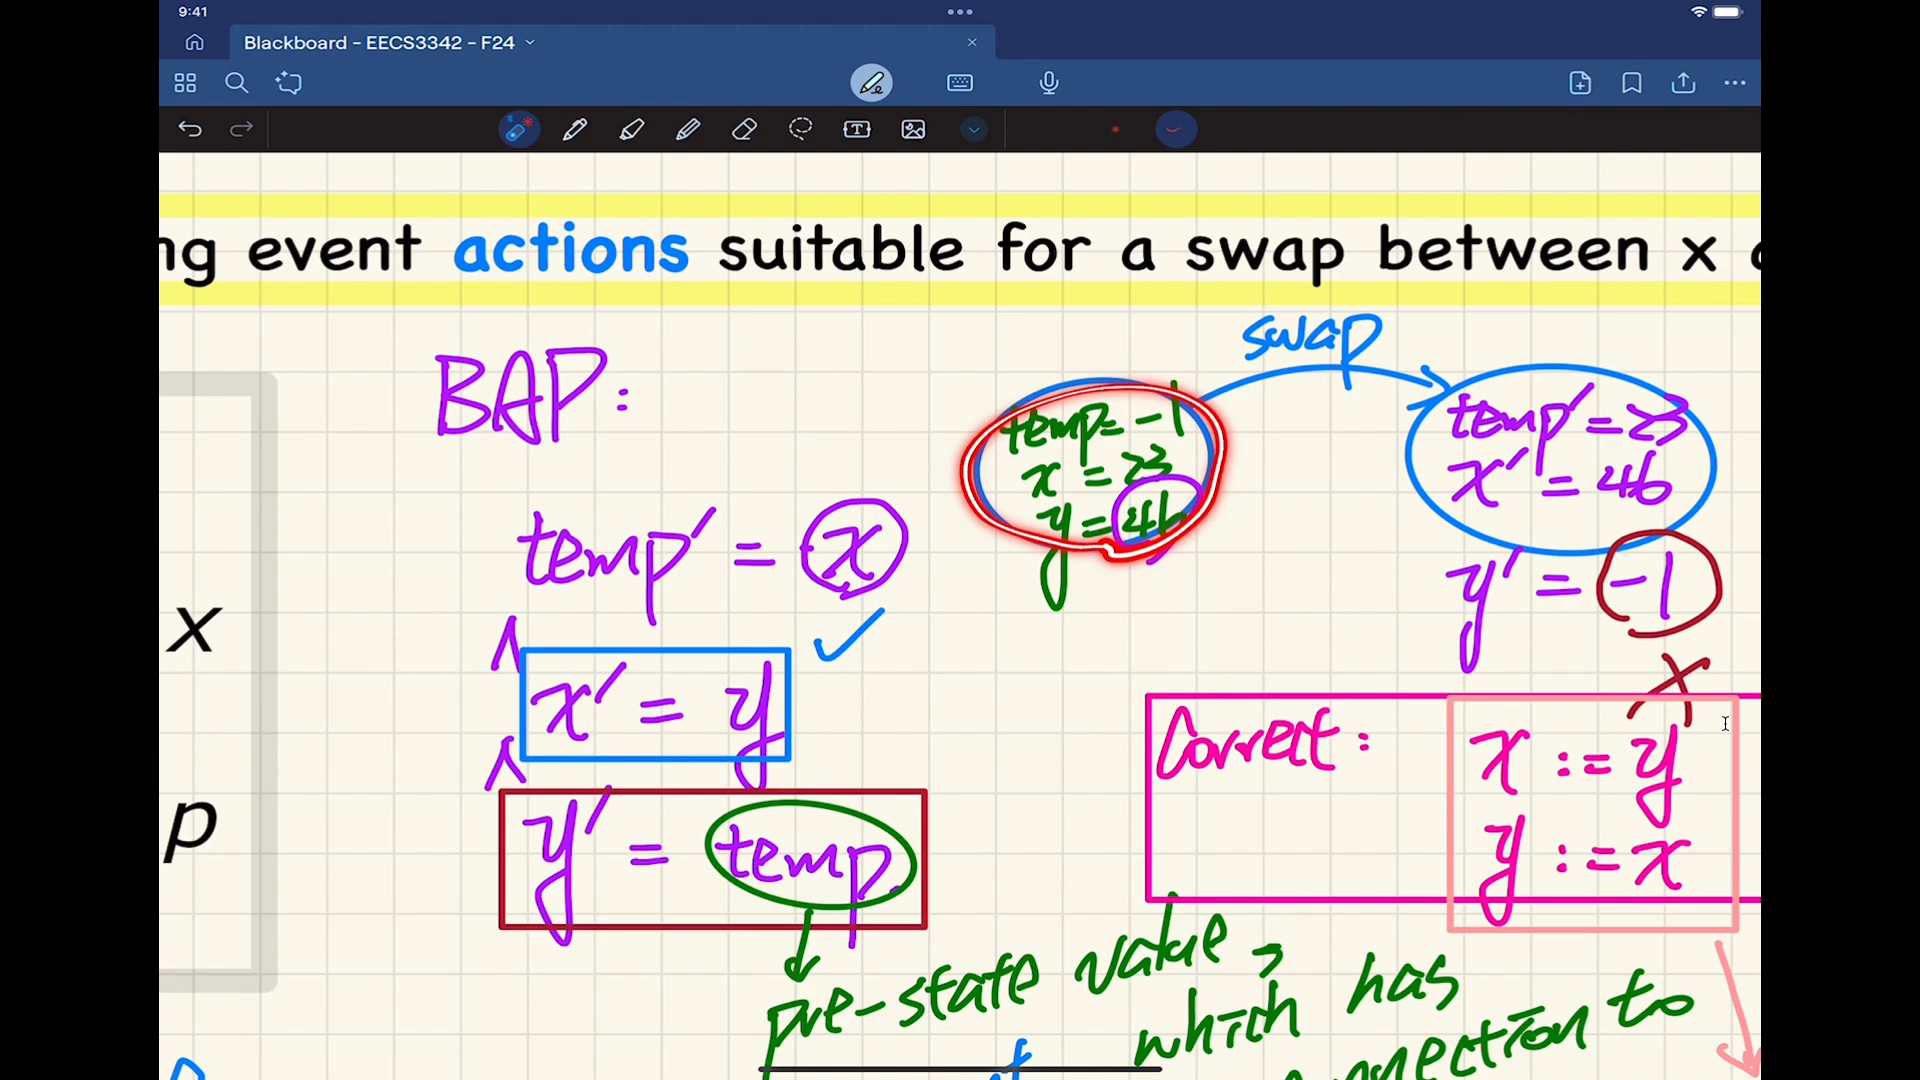 9:41
Blackboard - EECS3342 - F24
ng event actions suitable for a swap between x
BAP:
swap
temp = -1
x = 23
y = 46
temp' = 23
x' = 46
y' = -1
temp' = x
x
∧ x' = y
∧ y' = temp
p
Correct:
x := y
y := x
pre-state value,
which has
to